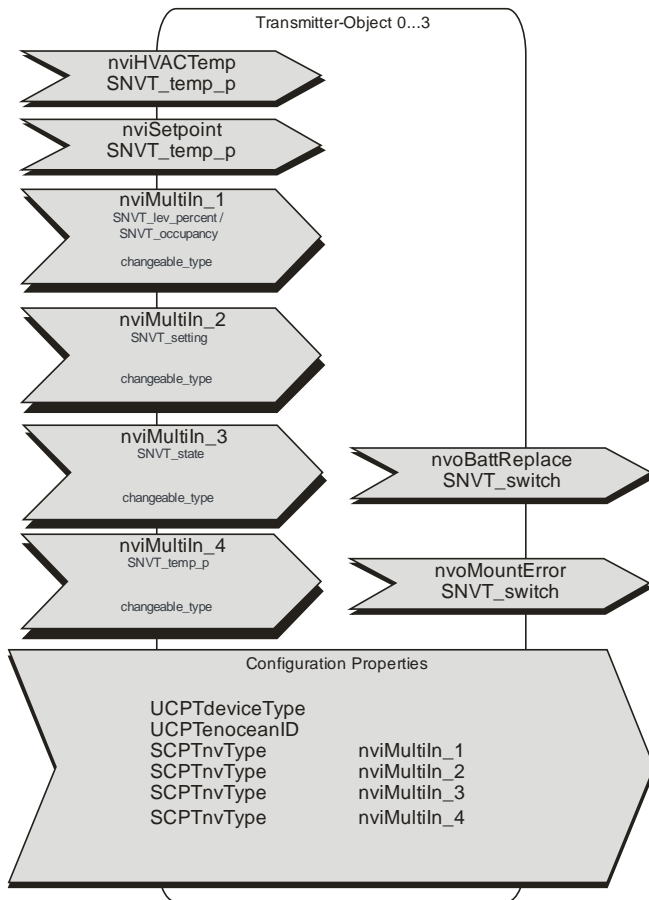 Transmitter-Object 0...3
nviHVACTemp
SNVT_temp_p
nviSetpoint
SNVT_temp_p
nviMultiIn_1
SNVT_lev_percent /
SNVT_occupancy
changeable_type
nviMultiIn_2
SNVT_setting
changeable_type
nviMultiIn_3
SNVT_state
changeable_type
nvoBattReplace
SNVT_switch
nviMultiIn_4
SNVT_temp_p
changeable_type
nvoMountError
SNVT_switch
Configuration Properties
UCPTdeviceType
UCPTenoceanID
SCPTnvType nviMultiIn_1
SCPTnvType nviMultiIn_2
SCPTnvType nviMultiIn_3
SCPTnvType nviMultiIn_4